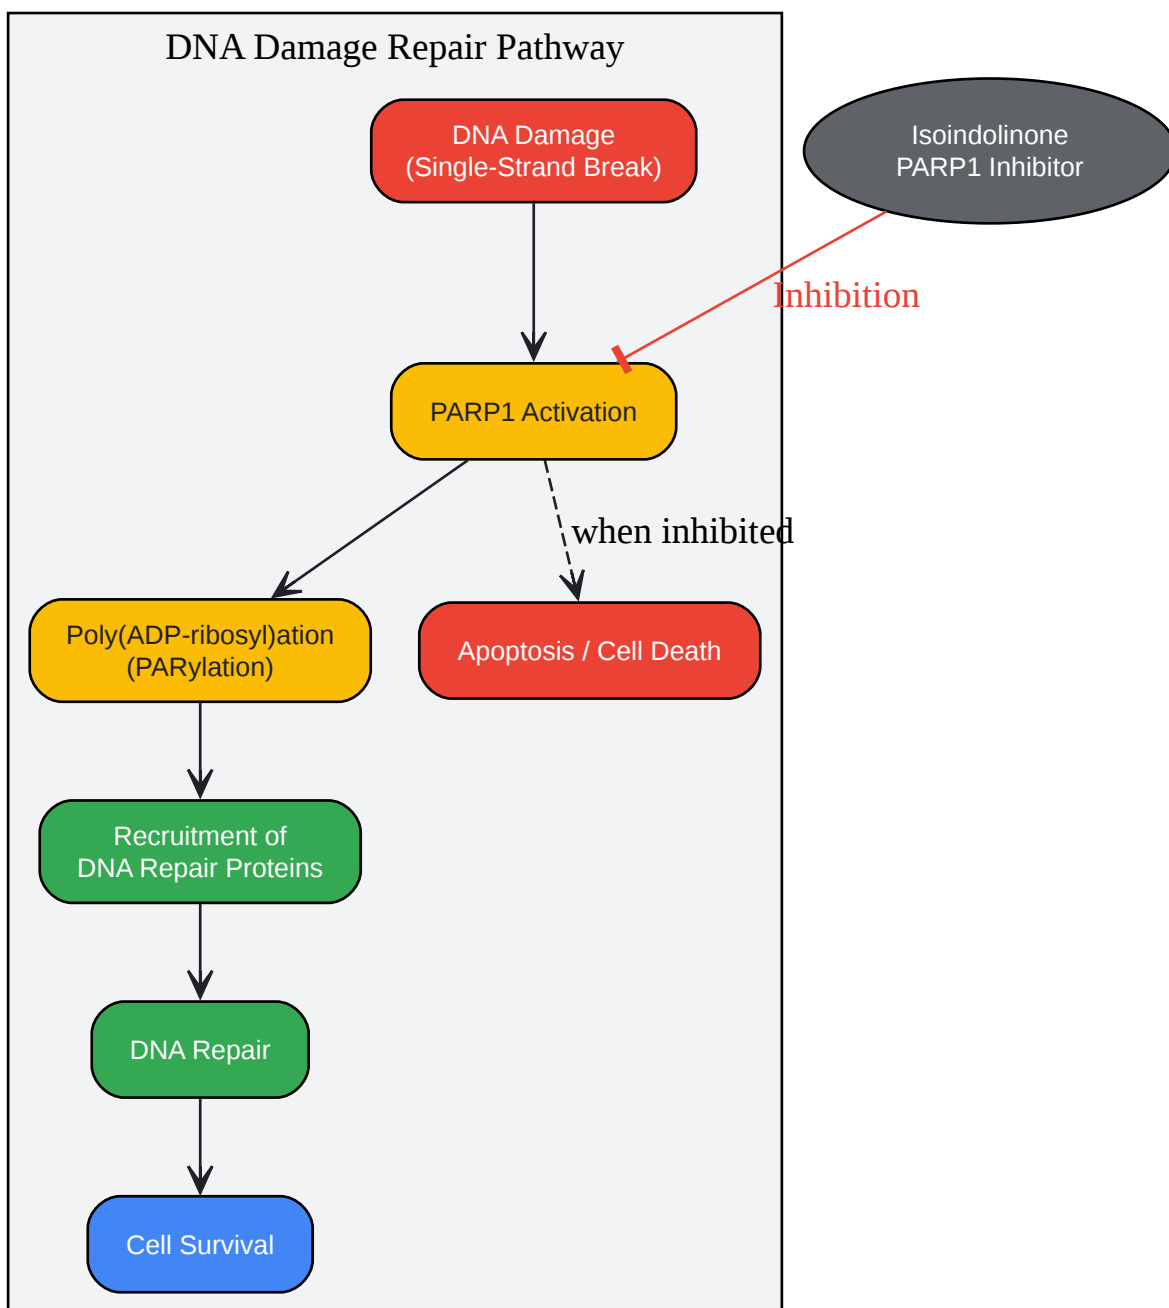 DNA Damage Repair Pathway
DNA Damage
(Single-Strand Break)
Isoindolinone
PARP1 Inhibitor
Inhibition
PARP1 Activation
when inhibited
Poly(ADP-ribosyl)ation
(PARylation)
Apoptosis / Cell Death
Recruitment of
DNA Repair Proteins
DNA Repair
Cell Survival